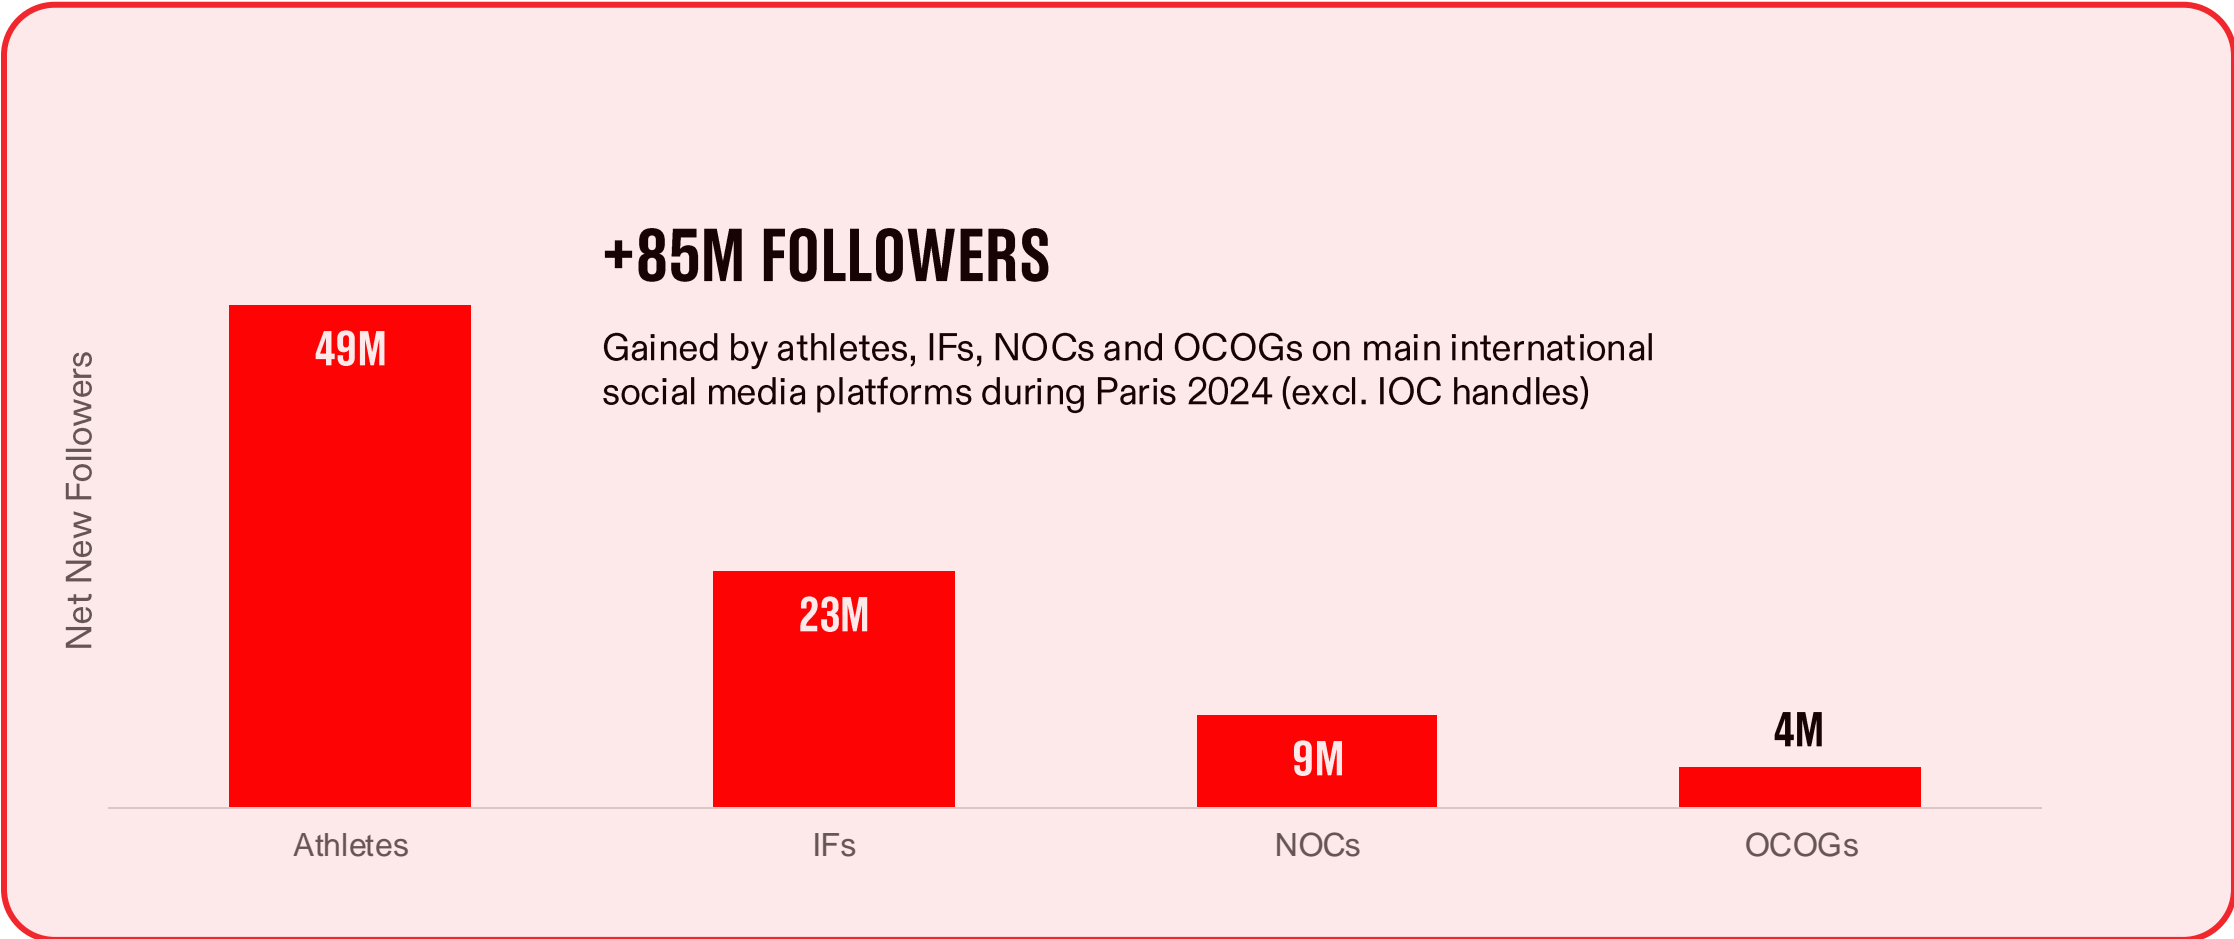 +85M FOLLOWERS
Gained by athletes, IFs, NOCs and OCOGs on main international
social media platforms during Paris 2024 (excl. IOC handles)
Net New Followers
49M
23M
9M
4M
Athletes
IFs
NOCs
OCOGs